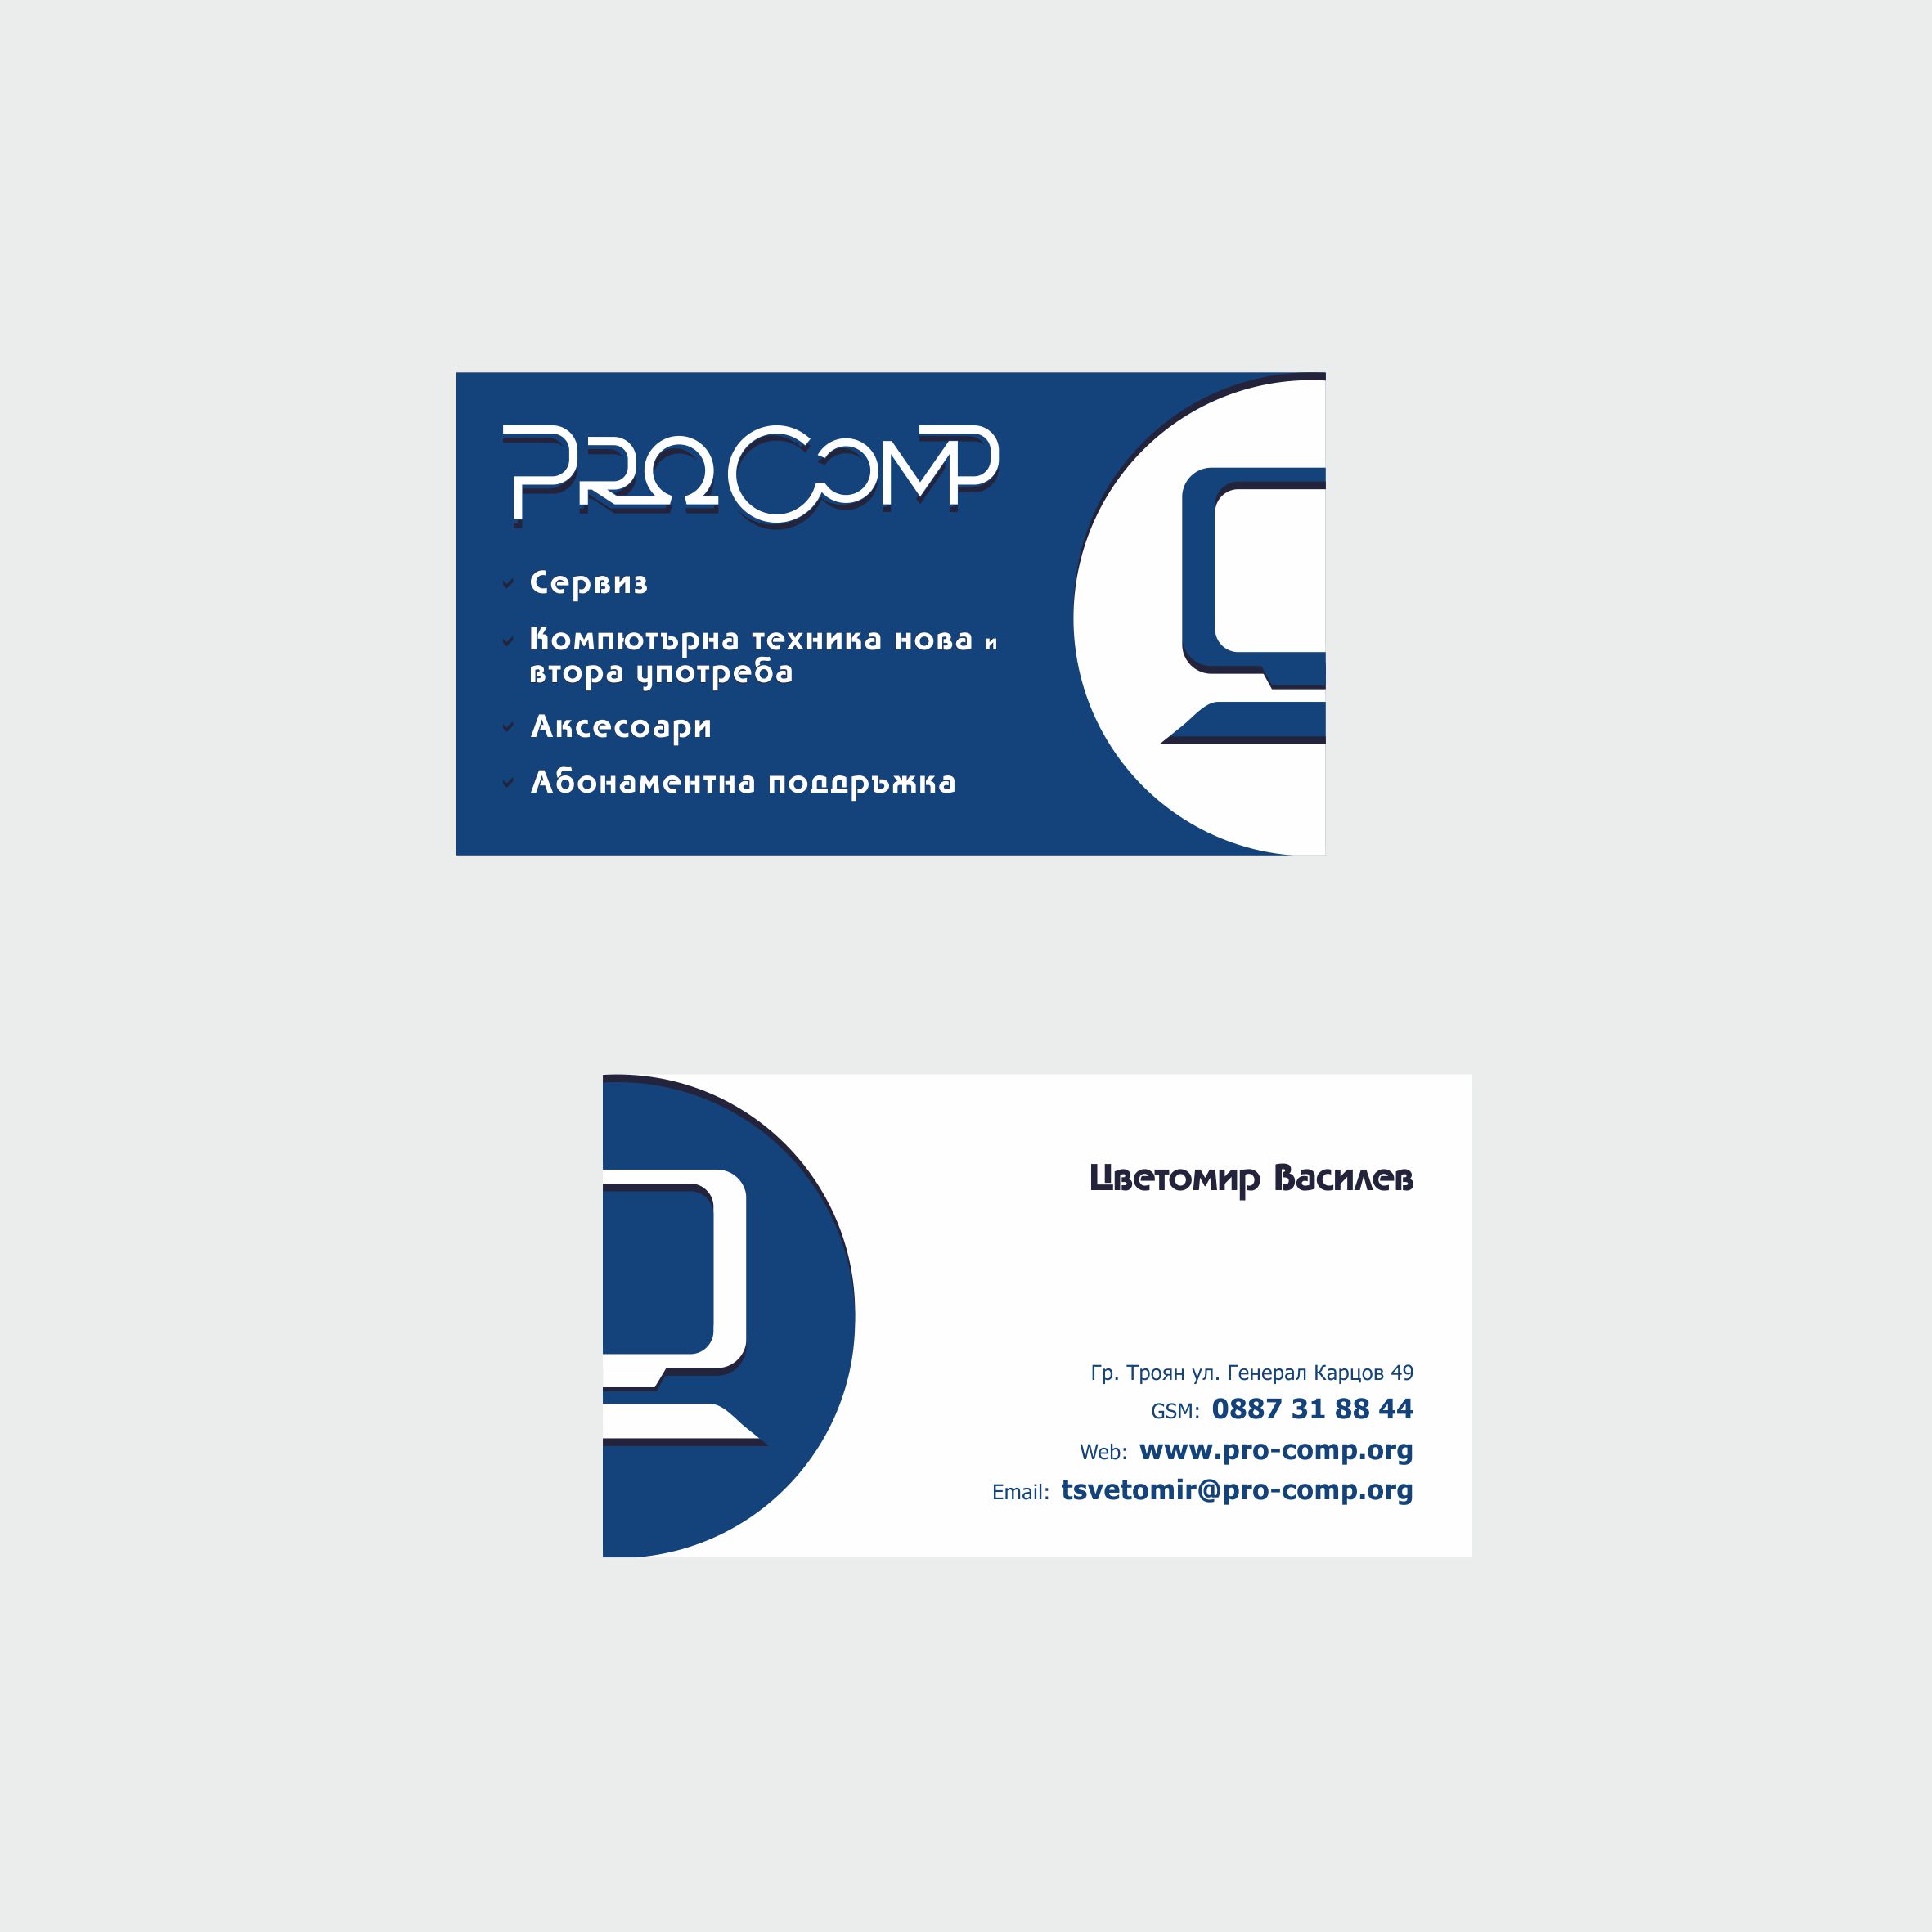 PROCOMP
Сервиз
Компютърна техника нова и
втора употреба
Аксесоари
Абонаментна поддръжка
Цветомир Василев
Гр. Троян ул. Генерал Карцов 49
GSM: 0887 31 88 44
Web: www.pro-comp.org
Email: tsvetomir@pro-comp.org